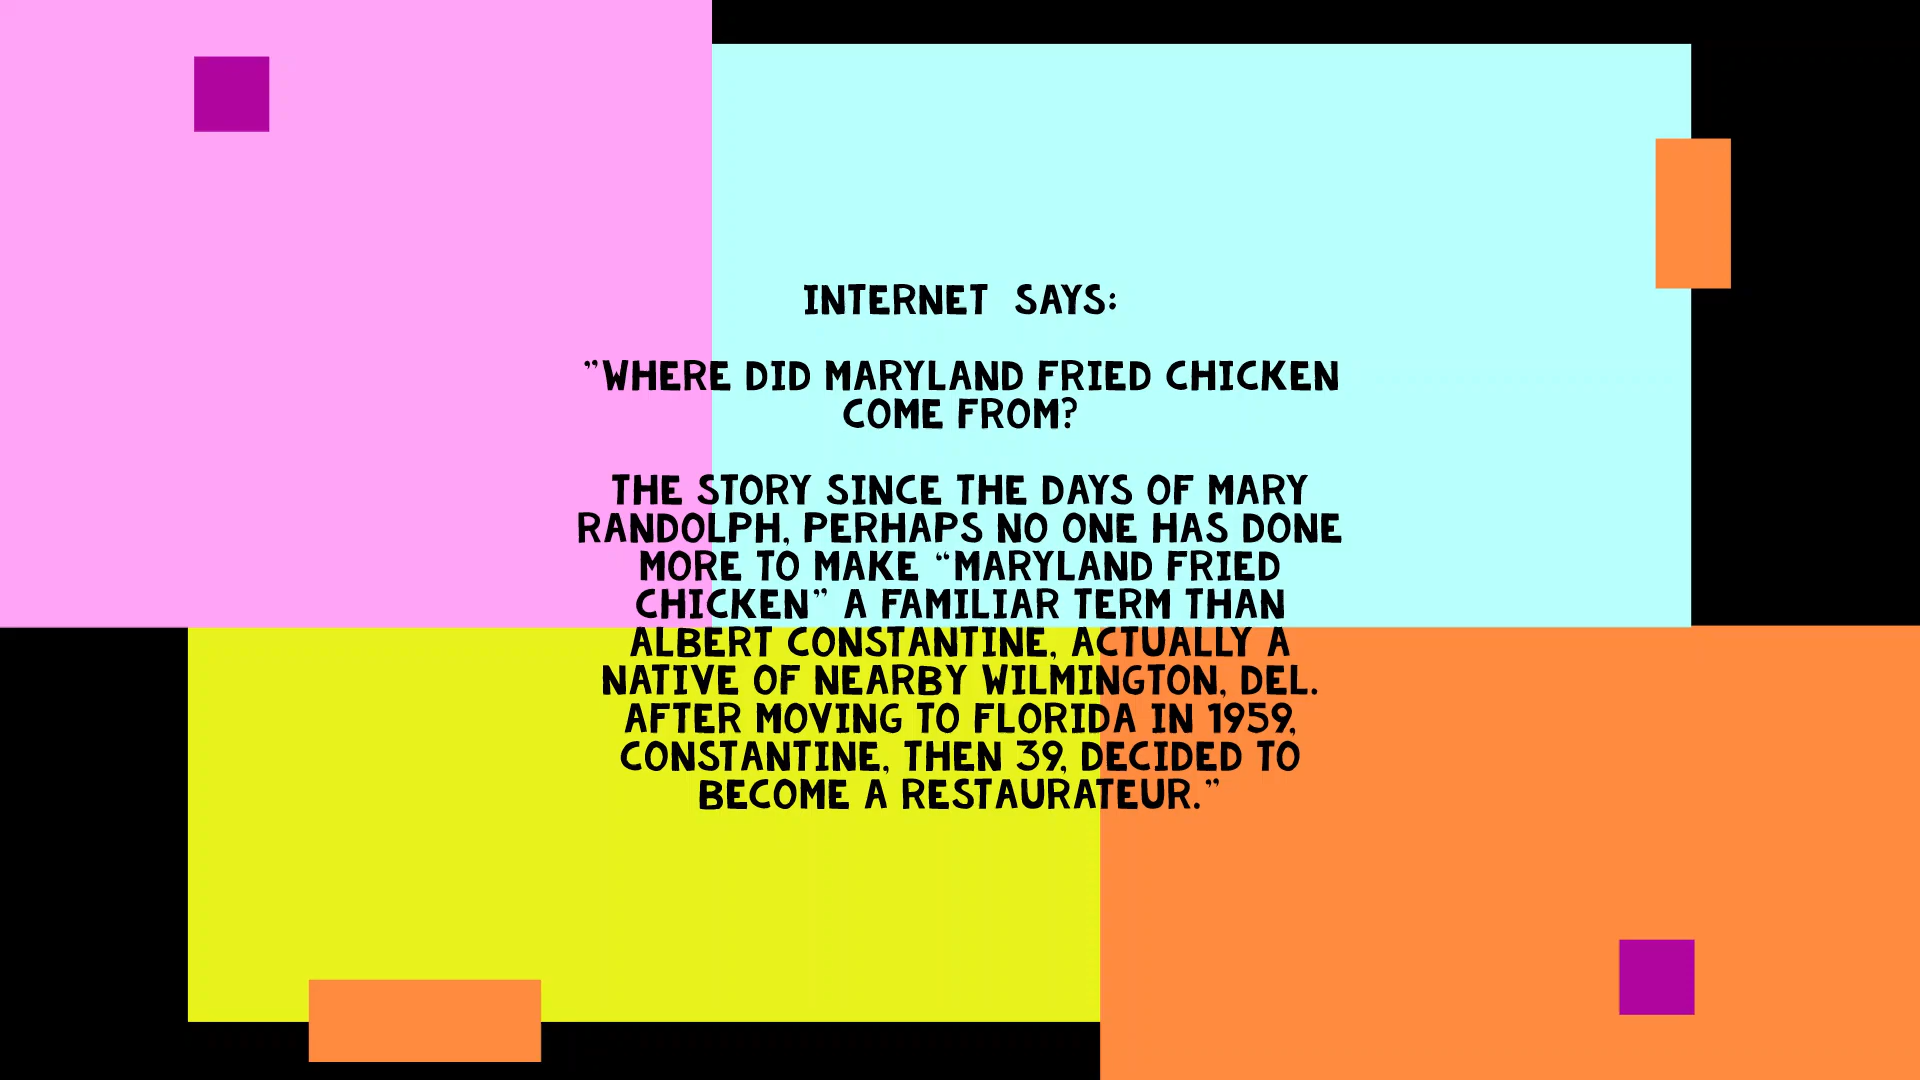 INTERNET SAYS:
”WHERE DID MARYLAND FRIED CHICKEN
COME FROM?
THE STORY SINCE THE DAYS OF MARY
RANDOLPH, PERHAPS NO ONE HAS DONE
MORE TO MAKE “MARYLAND FRIED
CHICKEN” A FAMILIAR TERM THAN
ALBERT CONSTANTINE, ACTUALLY A
NATIVE OF NEARBY WILMINGTON, DEL.
AFTER MOVING TO FLORIDA IN 1959,
CONSTANTINE, THEN 39, DECIDED TO
BECOME A RESTAURATEUR.”